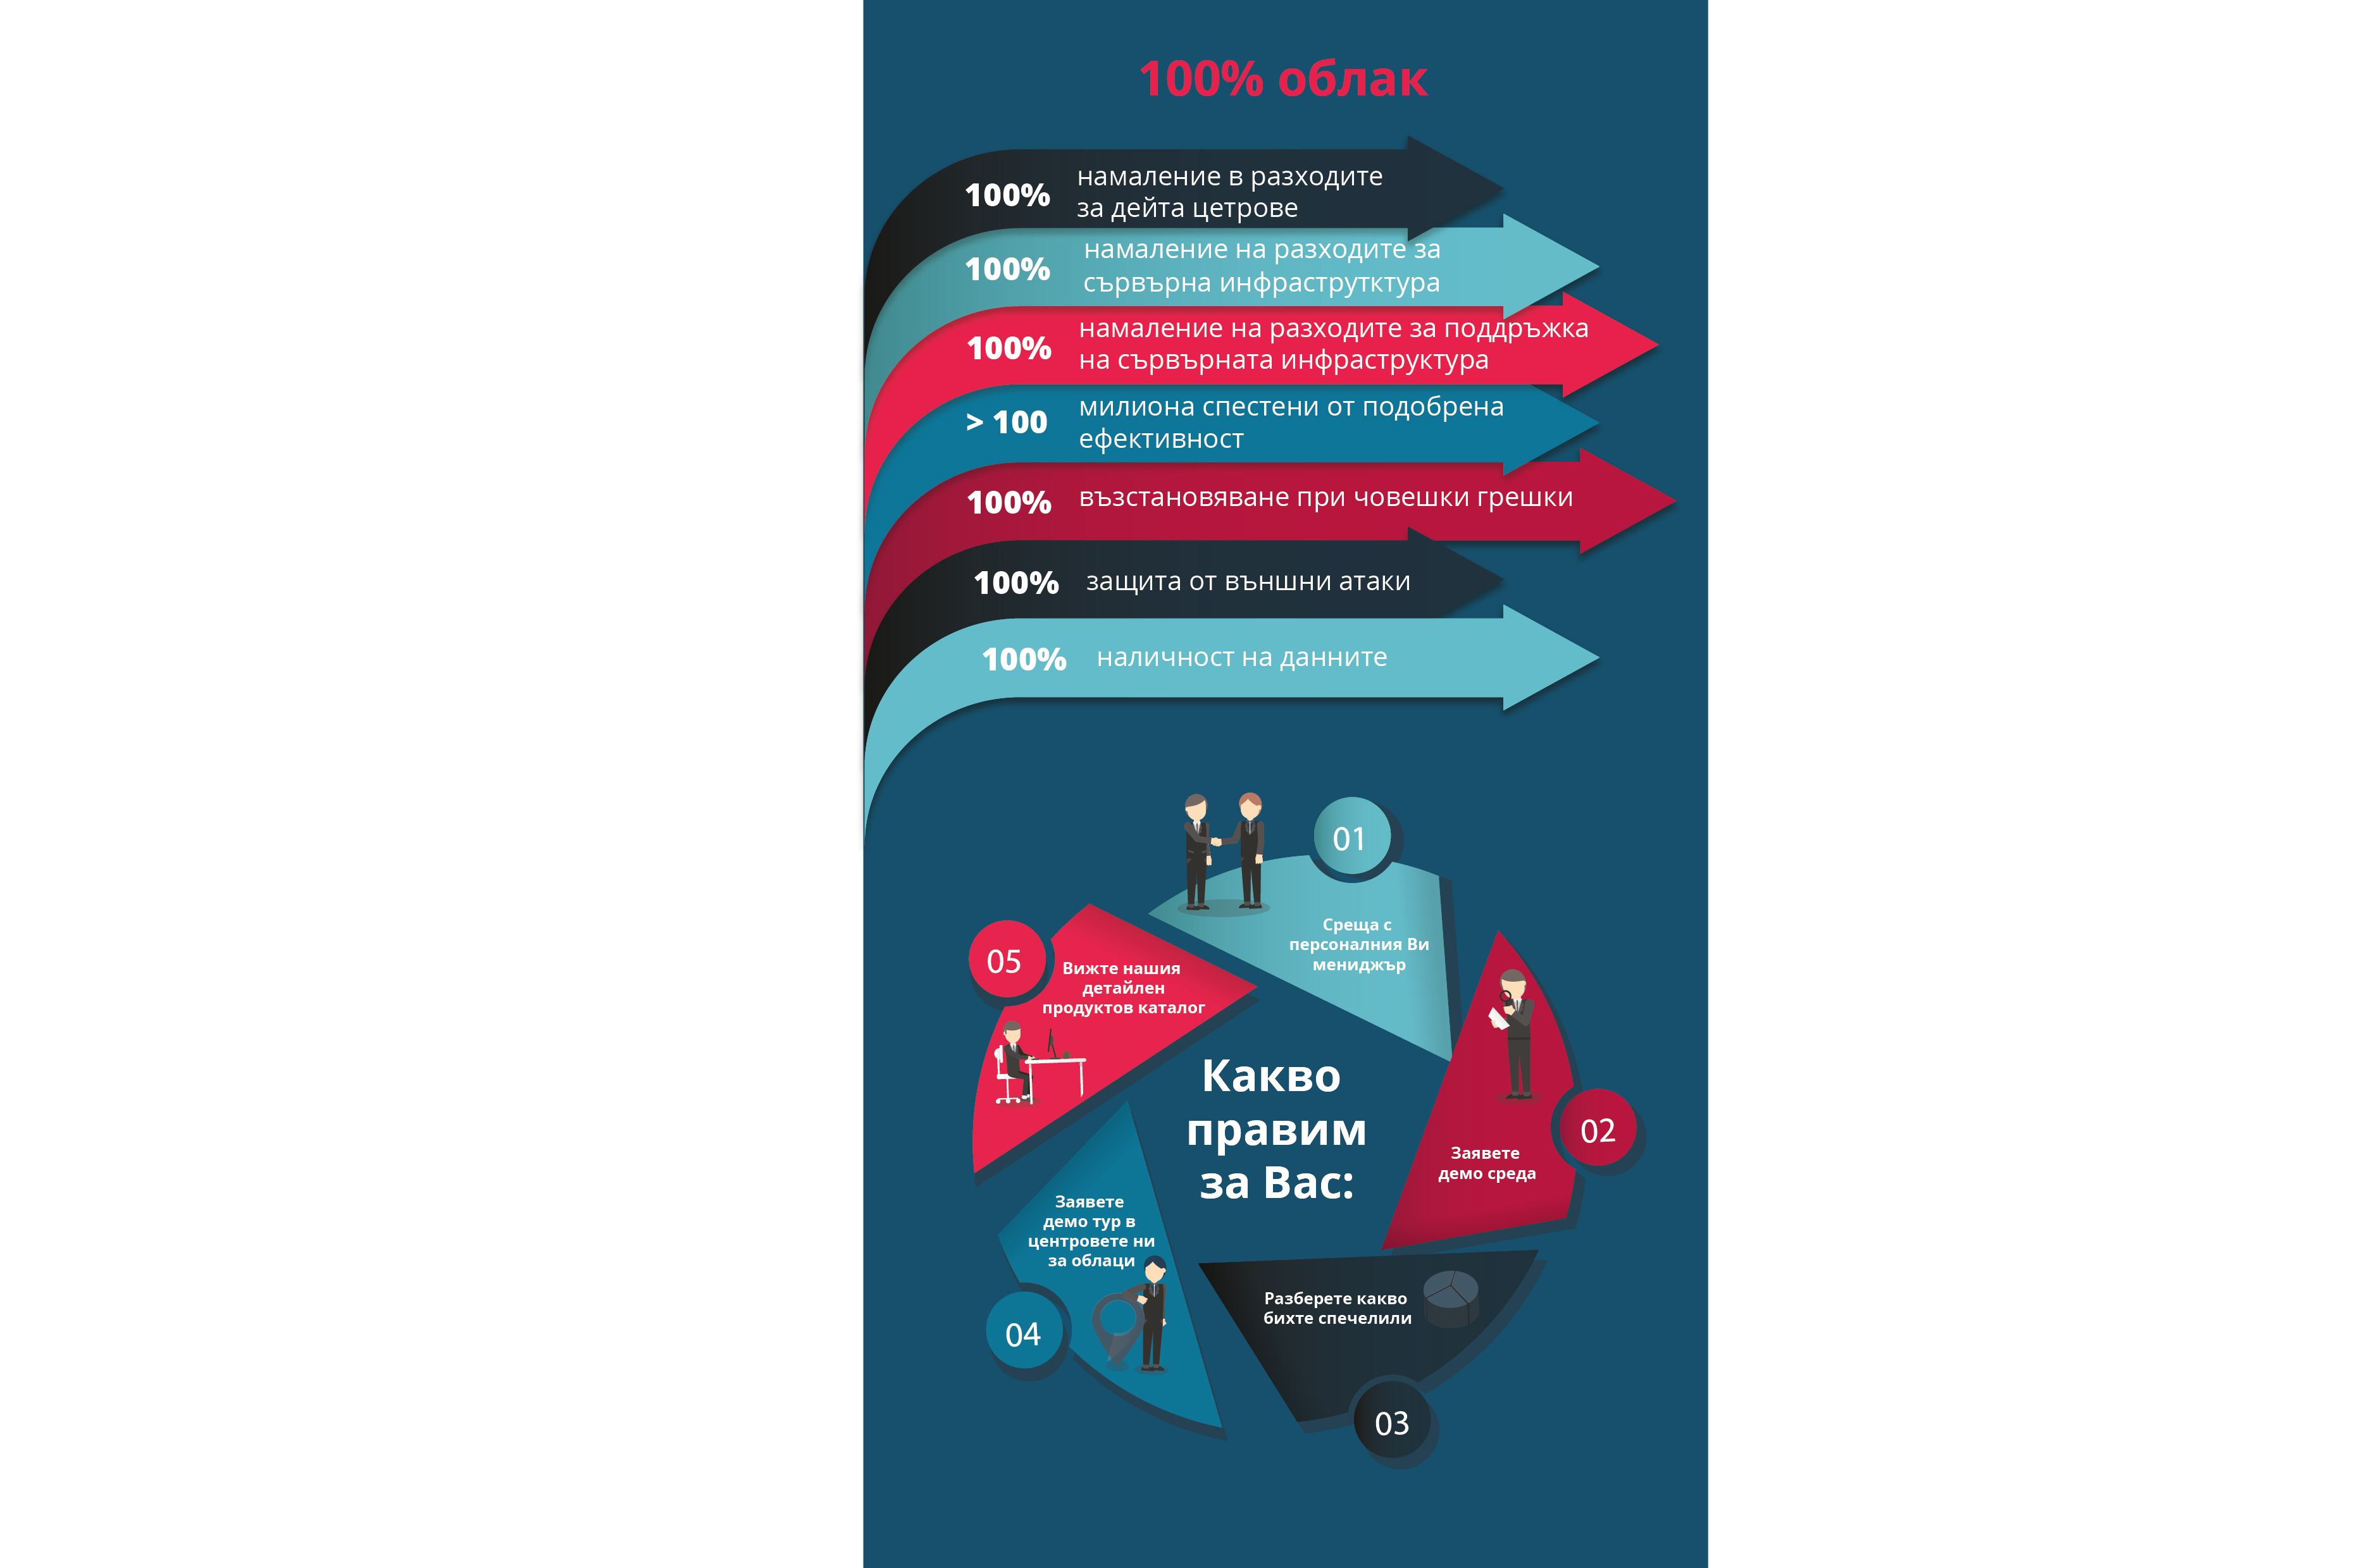 100% облак
100% намаление в разходите
за дейта цетрове
100% намаление на разходите за
сървърна инфраструтктура
100% намаление на разходите за поддръжка
на сървърната инфраструктура
> 100 милиона спестени от подобрена
ефективност
100% възстановяване при човешки грешки
100% защита от външни атаки
100% наличност на данните
Какво
правим
за Вас:
01
Среща с
персоналния Ви
мениджър
02
Заявете
демо среда
03
Разберете какво
бихте спечелили
04
Заявете
демо тур в
центровете ни
за облаци
05
Вижте нашия
детайлен
продуктов каталог